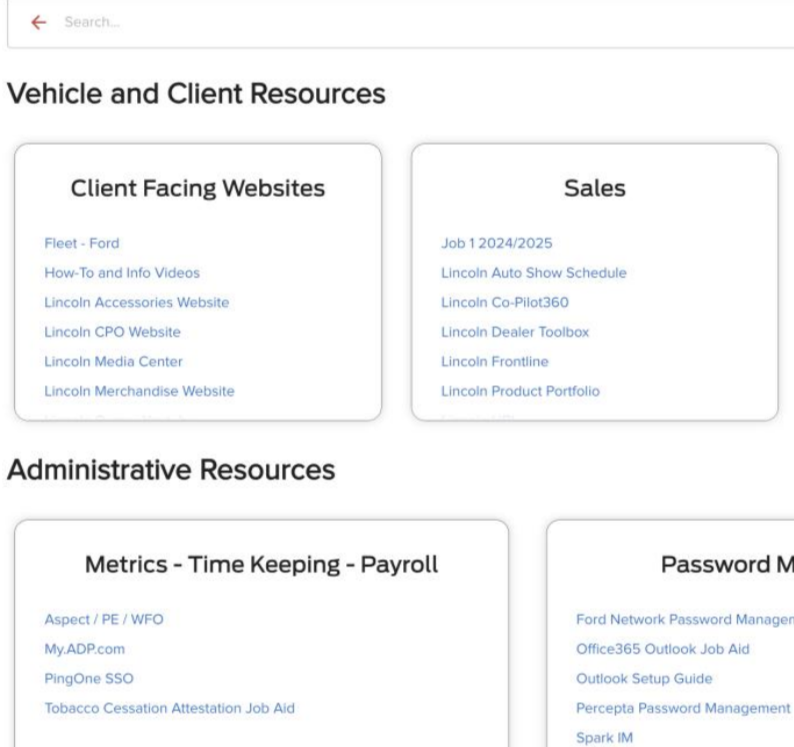 Search...
Vehicle and Client Resources
Client Facing Websites
Fleet - Ford
How-To and Info Videos
Lincoln Accessories Website
Lincoln CPO Website
Lincoln Media Center
Lincoln Merchandise Website
Sales
Job 1 2024/2025
Lincoln Auto Show Schedule
Lincoln Co-Pilot360
Lincoln Dealer Toolbox
Lincoln Frontline
Lincoln Product Portfolio
Administrative Resources
Metrics - Time Keeping - Payroll
Aspect / PE / WFO
My.ADP.com
PingOne SSO
Tobacco Cessation Attestation Job Aid
Password M
Ford Network Password Managem
Office365 Outlook Job Aid
Outlook Setup Guide
Percepta Password Management
Spark IM